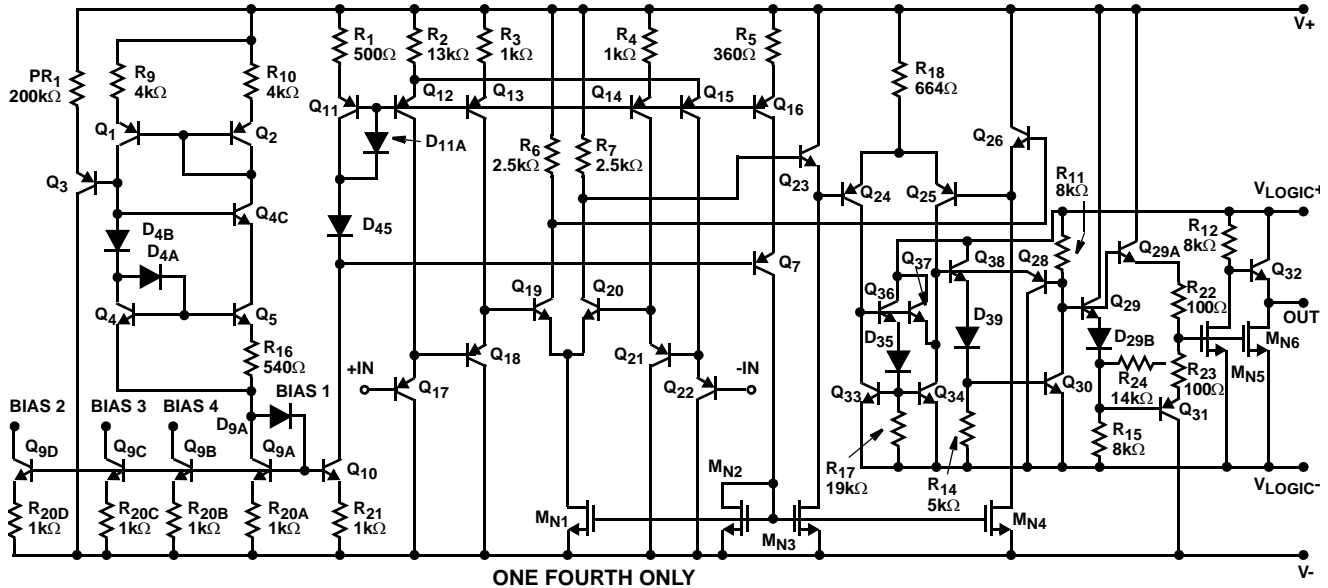 V+
PR1
200kΩ
R9
4kΩ
R10
4kΩ
R1
500Ω
R2
13kΩ
R3
1kΩ
R4
1kΩ
R5
360Ω
R18
664Ω
Q1
Q2
Q3
Q4C
D4B
D4A
Q4
Q5
R16
540Ω
Q11
Q12
Q13
Q14
Q15
Q16
D11A
D45
R6
2.5kΩ
R7
2.5kΩ
Q23
Q24
Q25
Q26
R11
8kΩ
VLOGIC+
Q7
Q19
Q20
Q18
Q21
+IN
Q17
Q22
-IN
Q36
Q37
Q38
Q28
Q29A
Q29
R12
8kΩ
Q32
OUT
R22
100Ω
D35
D39
D29B
MN5
MN6
R23
100Ω
R24
14kΩ
Q33
Q34
Q30
Q31
R17
19kΩ
R14
5kΩ
R15
8kΩ
VLOGIC-
BIAS 2
BIAS 3
BIAS 4
BIAS 1
D9A
Q9D
Q9C
Q9B
Q9A
Q10
R20D
1kΩ
R20C
1kΩ
R20B
1kΩ
R20A
1kΩ
R21
1kΩ
MN1
MN2
MN3
MN4
V-
ONE FOURTH ONLY